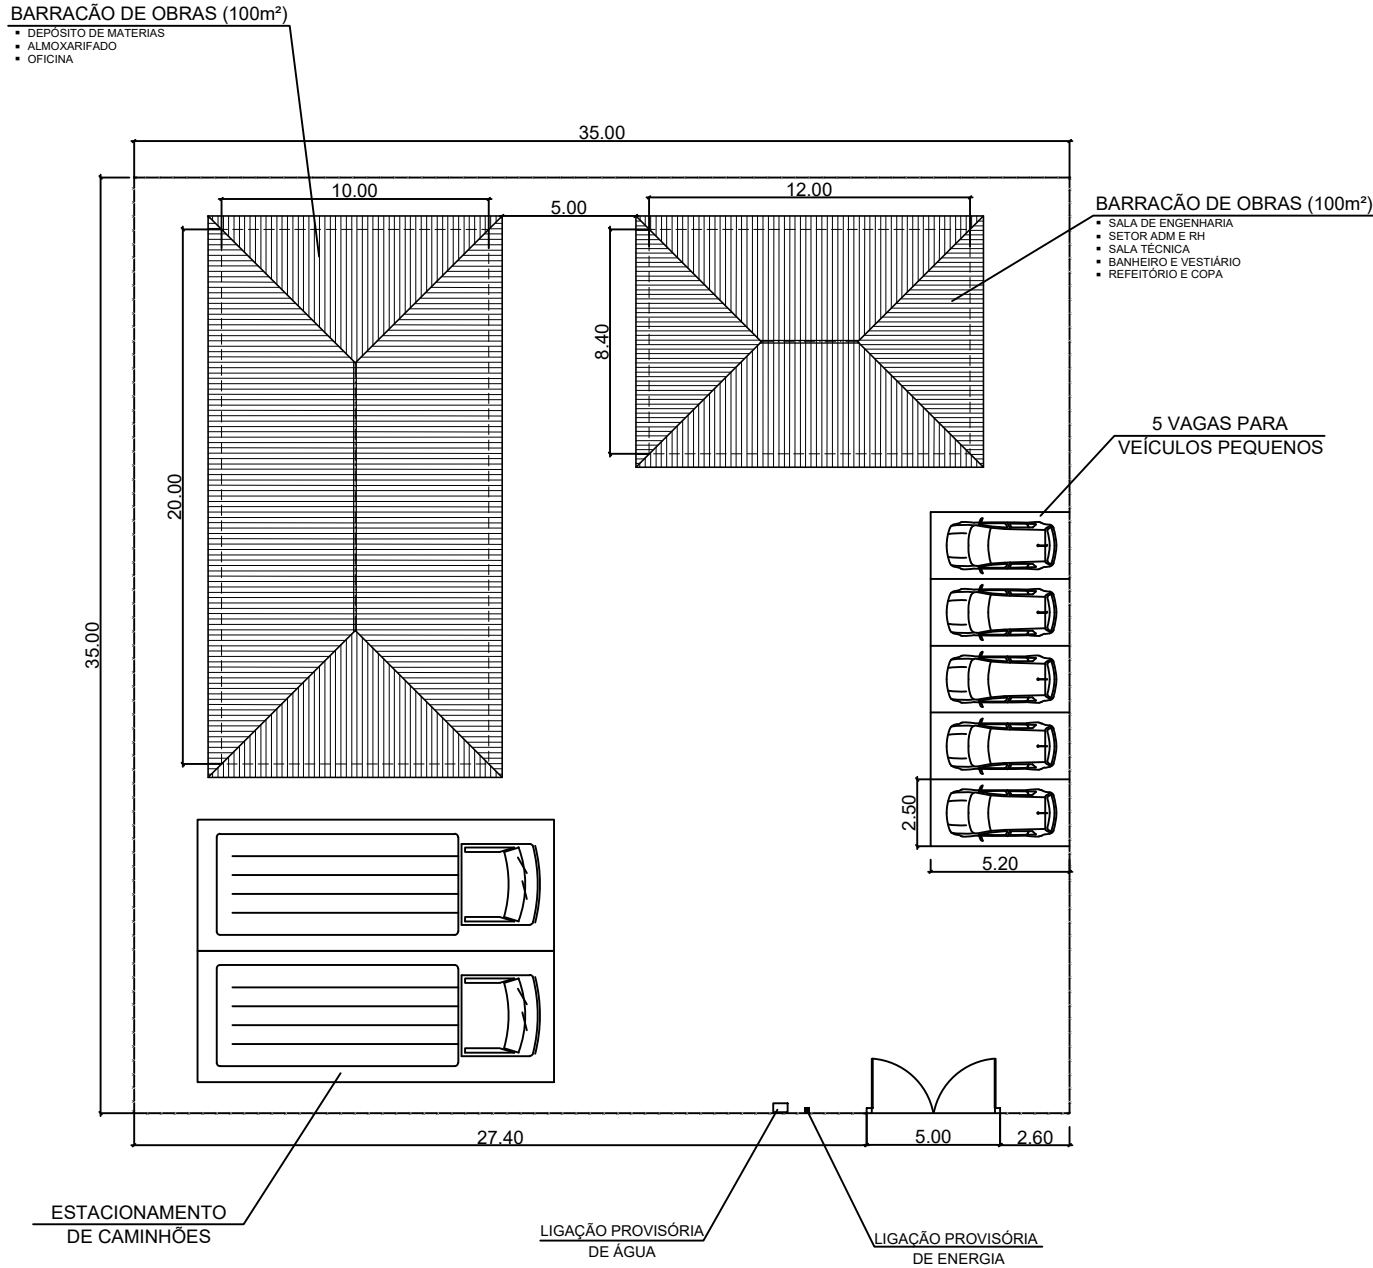 BARRACÃO DE OBRAS (100m²)
▪ DEPÓSITO DE MATERIAS
▪ ALMOXARIFADO
▪ OFICINA
35.00
10.00
5.00
12.00
BARRACÃO DE OBRAS (100m²)
▪ SALA DE ENGENHARIA
▪ SETOR ADM E RH
▪ SALA TÉCNICA
▪ BANHEIRO E VESTIÁRIO
▪ REFEITÓRIO E COPA
8.40
5 VAGAS PARA
VEÍCULOS PEQUENOS
20.00
35.00
2.50
5.20
27.40
5.00
2.60
ESTACIONAMENTO
DE CAMINHÕES
LIGAÇÃO PROVISÓRIA
DE ÁGUA
LIGAÇÃO PROVISÓRIA
DE ENERGIA